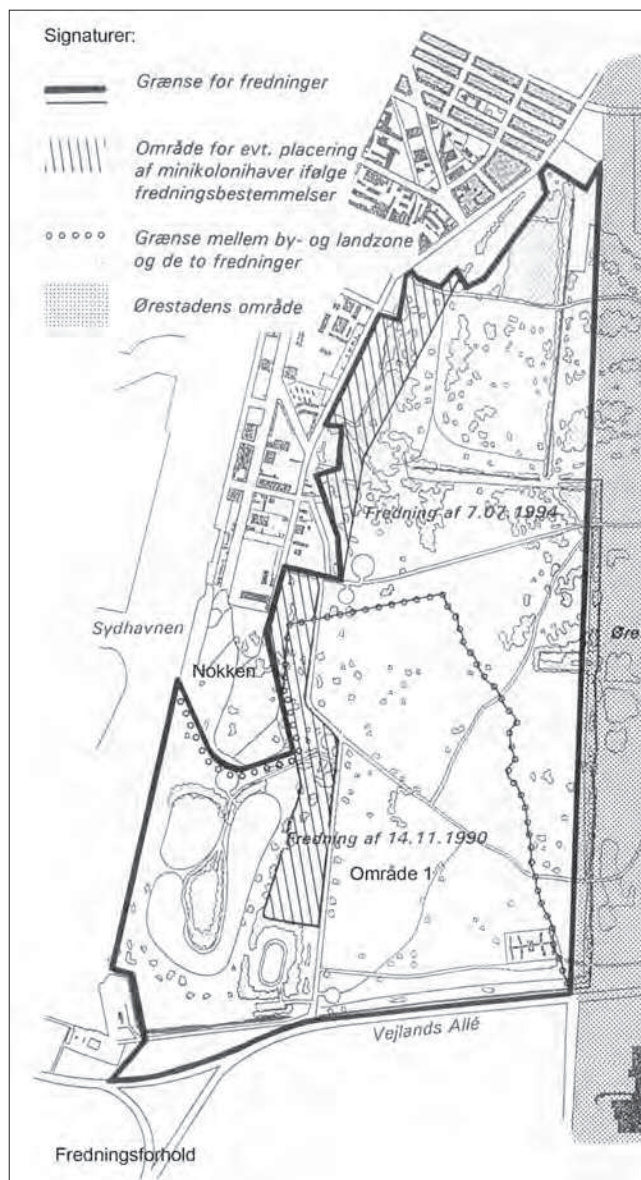 Signaturer:
Grænse for fredninger
Område for evt. placering
af minikolonihaver ifølge
fredningsbestemmelser
Grænse mellem by- og landzone
og de to fredninger
Ørestadens område
Fredning af 7.07.1994
Øre
Sydhavnen
Nokken
Fredning af 14.11.1990
Område 1
Vejlands Allé
Fredningsforhold